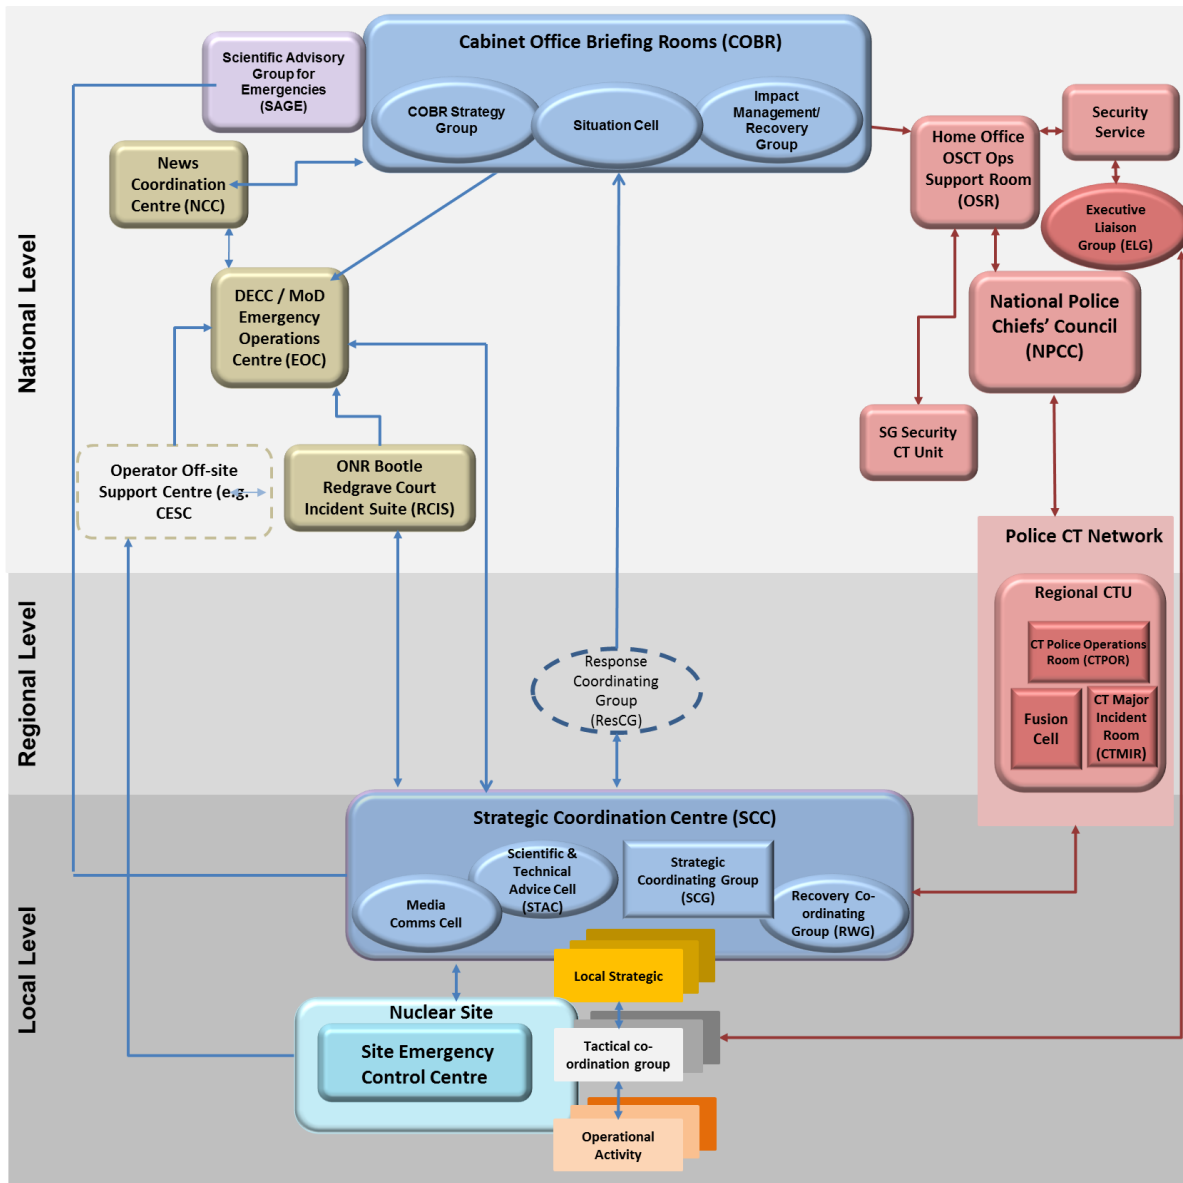 Cabinet Office Briefing Rooms (COBR)
Scientific Advisory
Group for
Emergencies
(SAGE)
COBR Strategy
Group
Situation Cell
Impact
Management/
Recovery
Group
Security
Service
Home Office
OSCT Ops
Support Room
(OSR)
News
Coordination
Centre (NCC)
Executive
Liaison
Group (ELG)
National Level
DECC / MoD
Emergency
Operations
Centre (EOC)
National Police
Chiefs' Council
(NPCC)
SG Security
CT Unit
Operator Off-site
Support Centre (e.g.
CESC
ONR Bootle
Redgrave Court
Incident Suite (RCIS)
Police CT Network
Regional Level
Response
Coordinating
Group
(ResCG)
Regional CTU
CT Police Operations
Room (CTPOR)
Fusion
Cell
CT Major
Incident
Room
(CTMIR)
Local Level
Strategic Coordination Centre (SCC)
Scientific &
Technical
Advice Cell
(STAC)
Strategic
Coordinating Group
(SCG)
Media
Comms Cell
Recovery Co-
ordinating
Group (RWG)
Local Strategic
Nuclear Site
Site Emergency
Control Centre
Tactical co-
ordination group
Operational
Activity